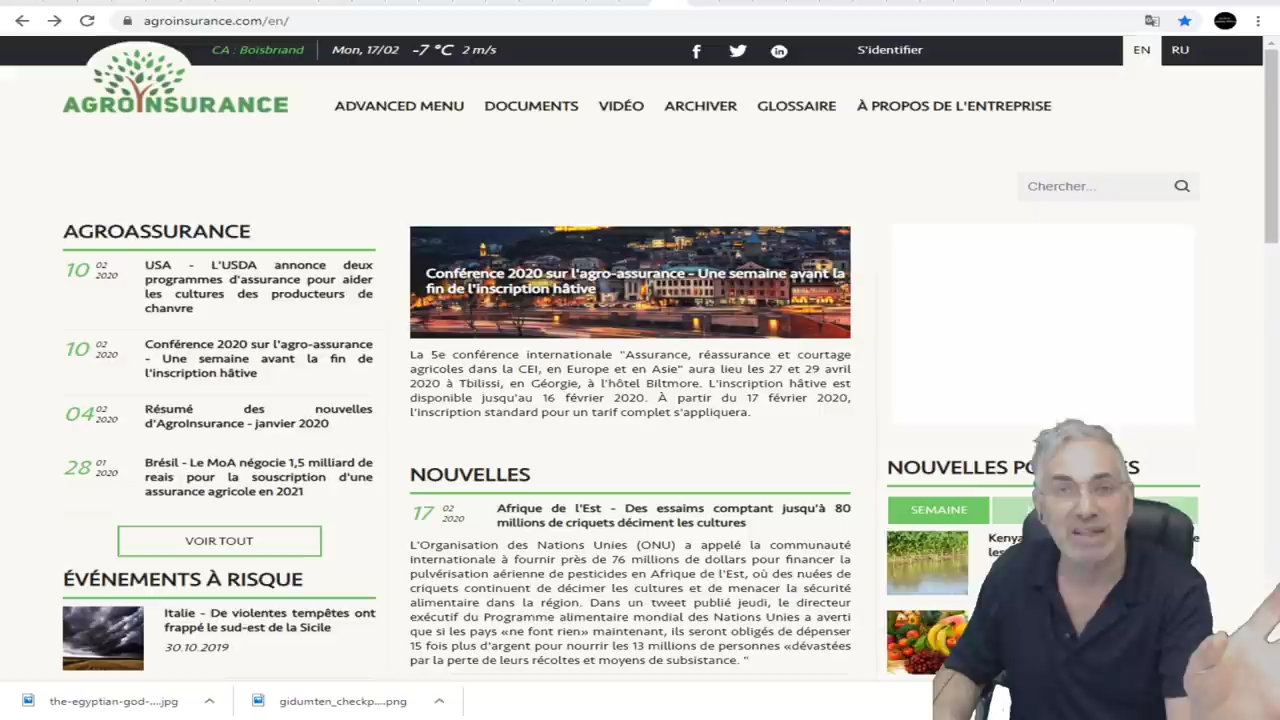 agroinsurance.com/en/
CA : Boisbriand
Mon, 17/02
-7 °C 2 m/s
S'identifier
EN
RU
AGROINSURANCE
ADVANCED MENU
DOCUMENTS
VIDÉO
ARCHIVER
GLOSSAIRE
À PROPOS DE L'ENTREPRISE
Chercher...
AGROASSURANCE
10 02 2020
USA - L'USDA annonce deux
programmes d'assurance pour aider
les cultures des producteurs de
chanvre
10 02 2020
Conférence 2020 sur l'agro-assurance
- Une semaine avant la fin de
l'inscription hâtive
04 02 2020
Résumé des nouvelles
d'AgroInsurance - janvier 2020
28 01 2020
Brésil - Le MoA négocie 1,5 milliard de
reais pour la souscription d'une
assurance agricole en 2021
VOIR TOUT
ÉVÉNEMENTS À RISQUE
Italie - De violentes tempêtes ont
frappé le sud-est de la Sicile
30.10.2019
Conférence 2020 sur l'agro-assurance - Une semaine avant la
fin de l'inscription hâtive
La 5e conférence internationale "Assurance, réassurance et courtage
agricoles dans la CEI, en Europe et en Asie" aura lieu les 27 et 29 avril
2020 à Tbilissi, en Géorgie, à l'hôtel Biltmore. L'inscription hâtive est
disponible jusqu'au 16 février 2020. À partir du 17 février 2020,
l'inscription standard pour un tarif complet s'appliquera.
NOUVELLES
17 02 2020
Afrique de l'Est - Des essaims comptant jusqu'à 80
millions de criquets déciment les cultures
L'Organisation des Nations Unies (ONU) a appelé la communauté
internationale à fournir près de 76 millions de dollars pour financer la
pulvérisation aérienne de pesticides en Afrique de l'Est, où des nuées de
criquets continuent de décimer les cultures et de menacer la sécurité
alimentaire dans la région. Dans un tweet publié jeudi, le directeur
exécutif du Programme alimentaire mondial des Nations Unies a averti
que si les pays «ne font rien» maintenant, ils seront obligés de dépenser
15 fois plus d'argent pour nourrir les 13 millions de personnes «dévastées
par la perte de leurs récoltes et moyens de subsistance. "
NOUVELLES
SEMAINE
the-egyptian-god-....jpg
gidumten_checkp....png